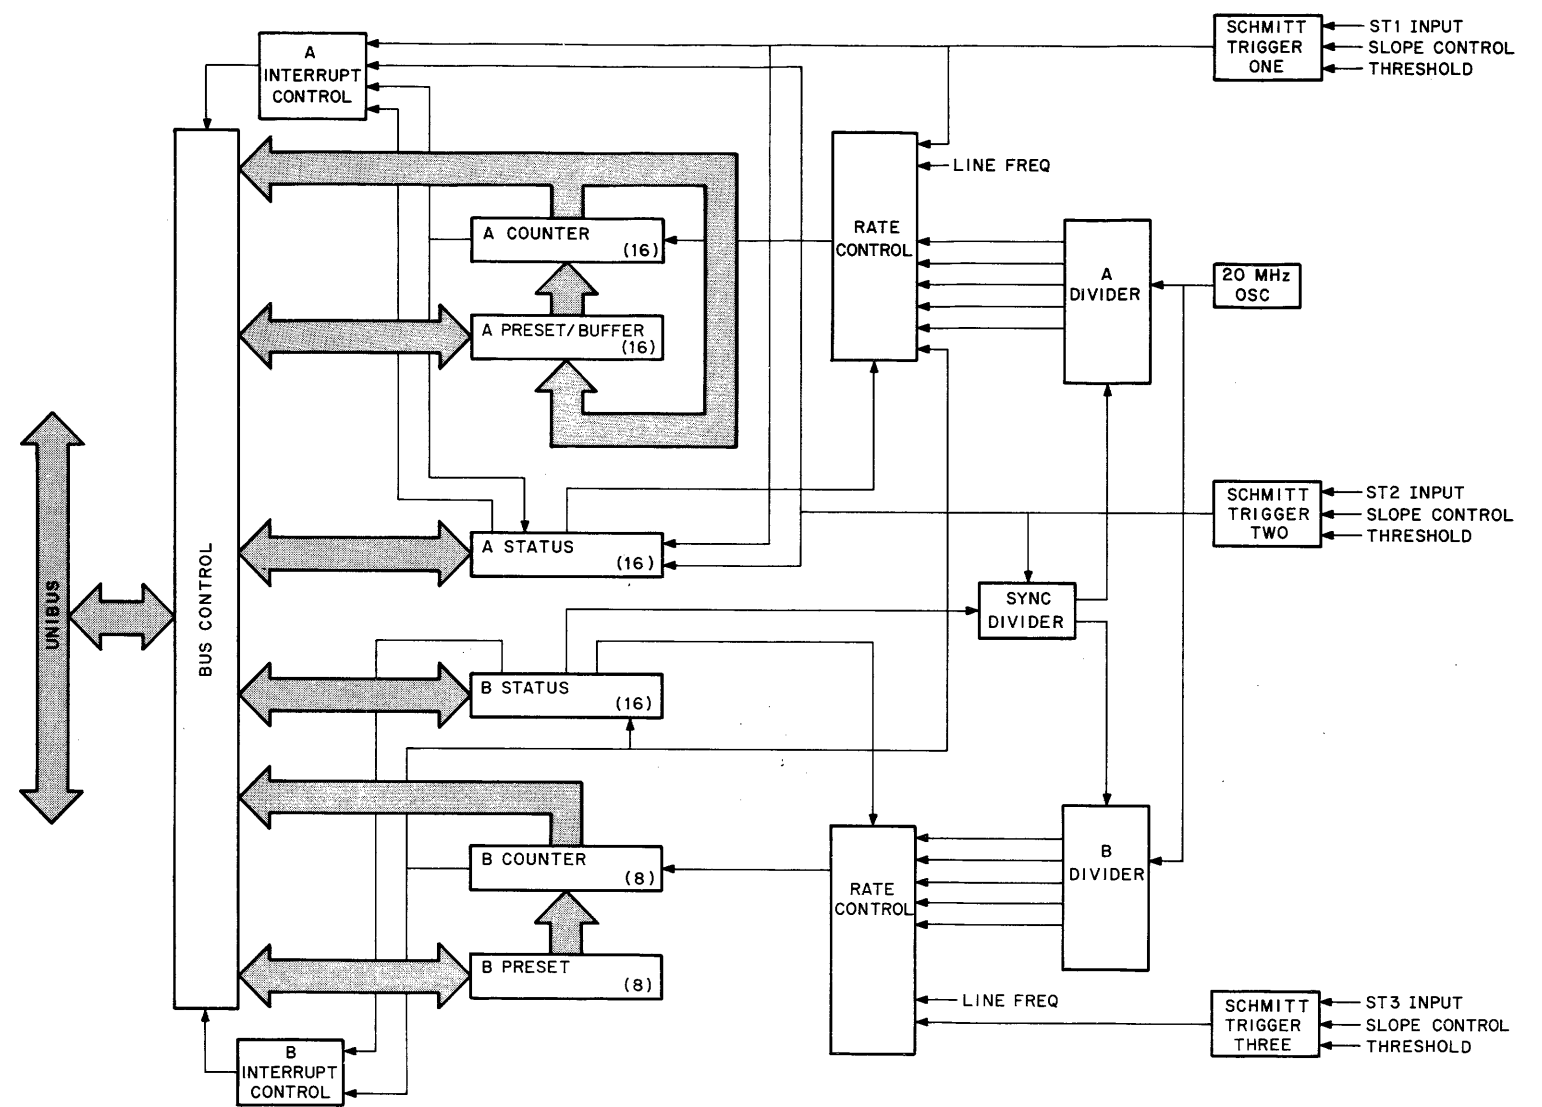 SCHMITT
TRIGGER
ONE
ST1 INPUT
SLOPE CONTROL
THRESHOLD
A
INTERRUPT
CONTROL
LINE FREQ
A COUNTER
(16)
RATE
CONTROL
A
DIVIDER
20 MHz
OSC
A PRESET/BUFFER
(16)
SCHMITT
TRIGGER
TWO
ST2 INPUT
SLOPE CONTROL
THRESHOLD
A STATUS
(16)
UNIBUS
BUS CONTROL
SYNC
DIVIDER
B STATUS
(16)
B COUNTER
(8)
RATE
CONTROL
B
DIVIDER
B PRESET
(8)
LINE FREQ
SCHMITT
TRIGGER
THREE
ST3 INPUT
SLOPE CONTROL
THRESHOLD
B
INTERRUPT
CONTROL